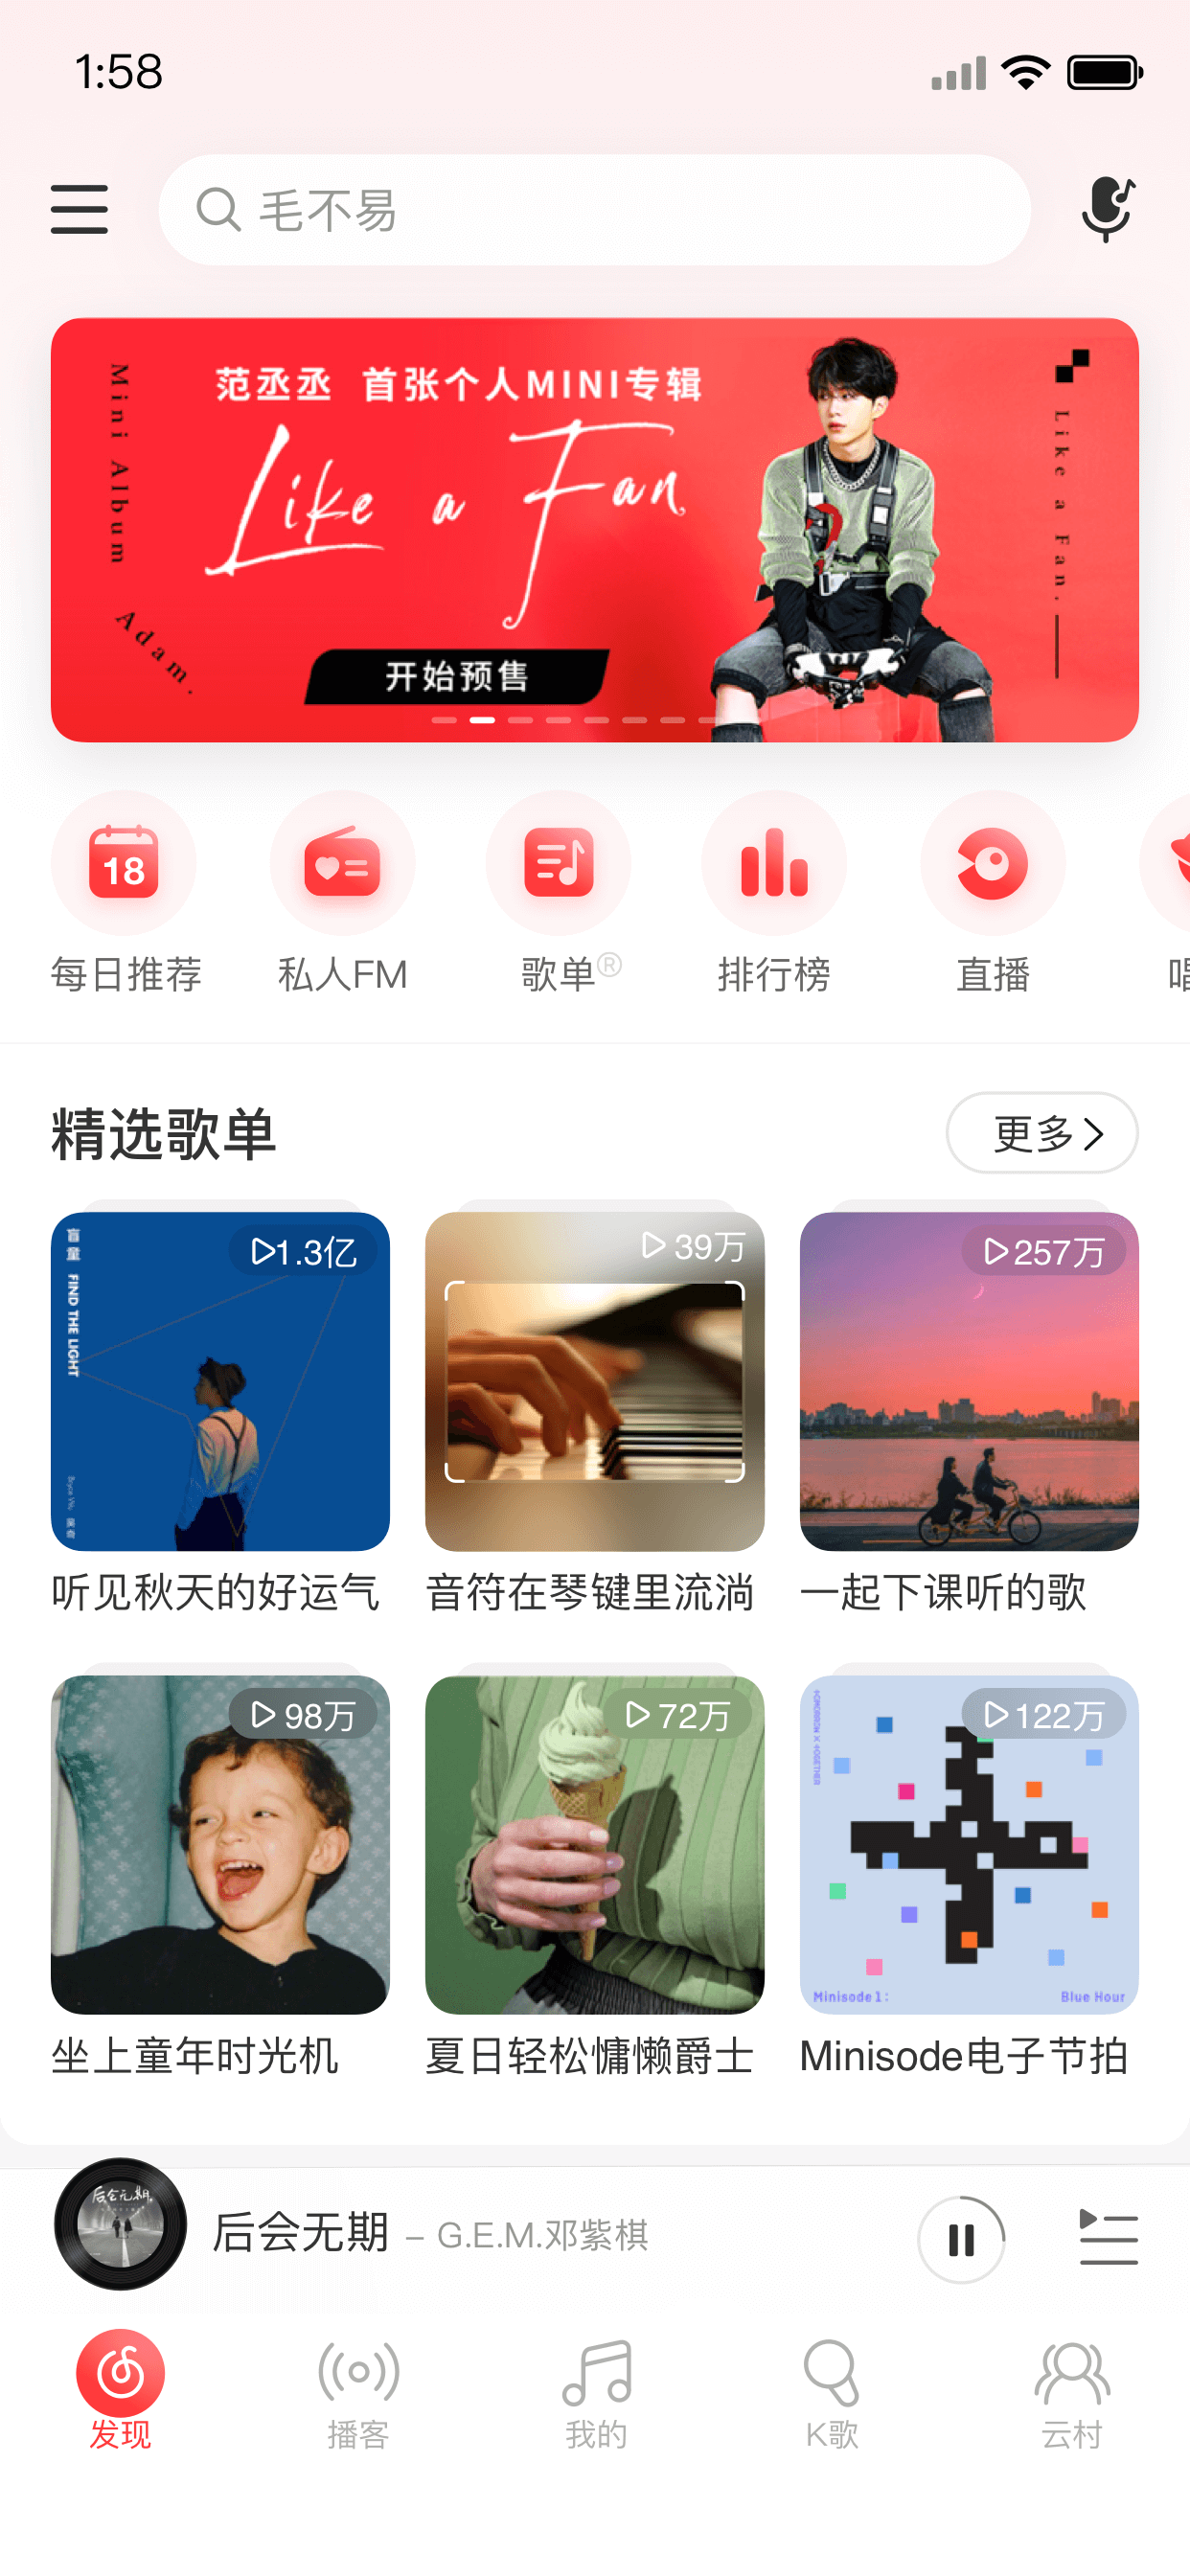 1:58
毛不易
范丞丞 首张个人MINI专辑
Like a Fan
开始预售
Mini Album
Adam.
Like a Fan.
18
每日推荐
私人FM
歌单®
排行榜
直播
精选歌单
更多
盲童 FIND THE LIGHT
1.3亿
39万
257万
听见秋天的好运气
音符在琴键里流淌
一起下课听的歌
98万
72万
122万
Minisode1:
Blue Hour
坐上童年时光机
夏日轻松慵懒爵士
Minisode电子节拍
后会无期
后会无期 – G.E.M.邓紫棋
发现
播客
我的
K歌
云村